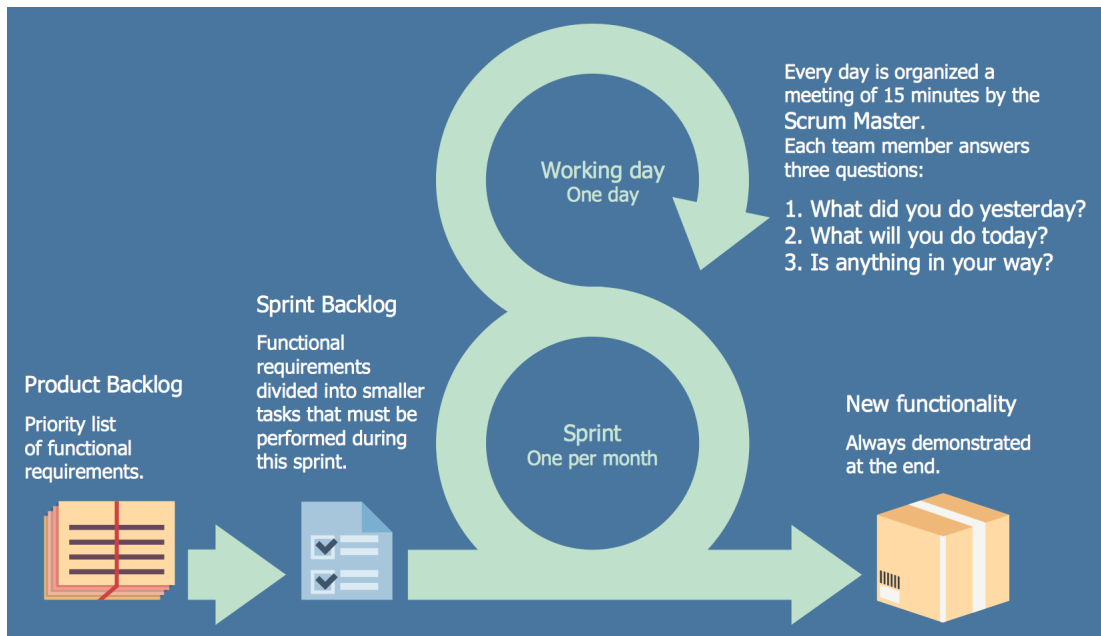 Every day is organized a
meeting of 15 minutes by the
Scrum Master.
Each team member answers
three questions:
1. What did you do yesterday?
2. What will you do today?
3. Is anything in your way?
Working day
One day
Sprint Backlog
Functional
requirements
divided into smaller
tasks that must be
performed during
this sprint.
Product Backlog
Priority list
of functional
requirements.
Sprint
One per month
New functionality
Always demonstrated
at the end.